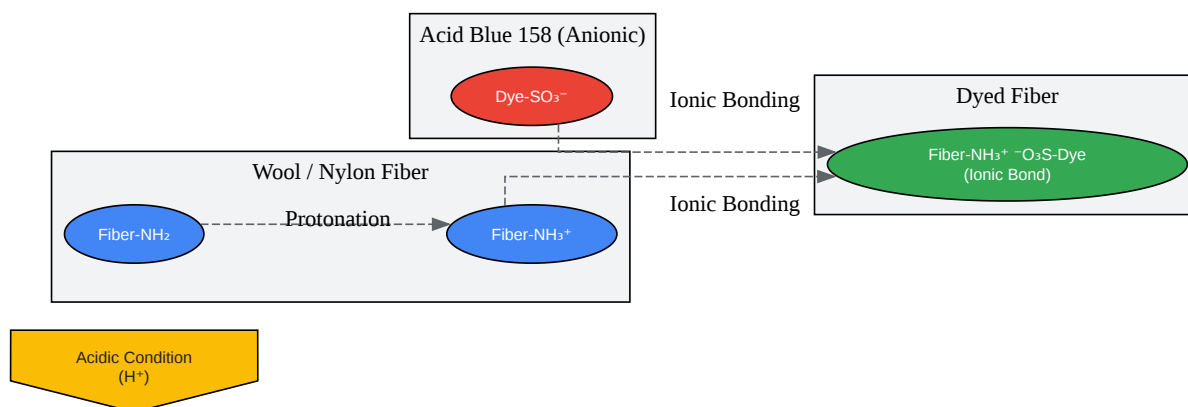 Acid Blue 158 (Anionic)
Dye-SO₃⁻
Ionic Bonding
Dyed Fiber
Fiber-NH₃⁺ ⁻O₃S-Dye
(Ionic Bond)
Wool / Nylon Fiber
Fiber-NH₂
Protonation
Fiber-NH₃⁺
Ionic Bonding
Acidic Condition
(H⁺)